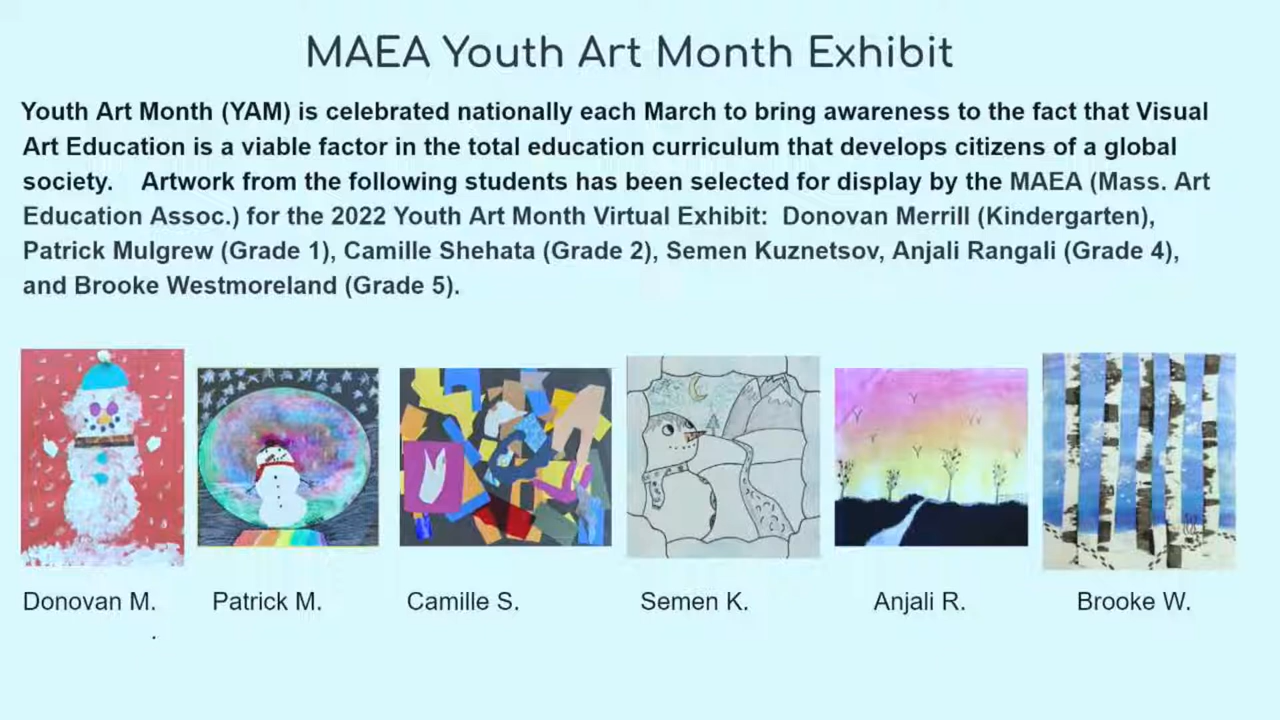 MAEA Youth Art Month Exhibit
Youth Art Month (YAM) is celebrated nationally each March to bring awareness to the fact that Visual
Art Education is a viable factor in the total education curriculum that develops citizens of a global
society. Artwork from the following students has been selected for display by the MAEA (Mass. Art
Education Assoc.) for the 2022 Youth Art Month Virtual Exhibit: Donovan Merrill (Kindergarten),
Patrick Mulgrew (Grade 1), Camille Shehata (Grade 2), Semen Kuznetsov, Anjali Rangali (Grade 4),
and Brooke Westmoreland (Grade 5).
Donovan M. Patrick M. Camille S. Semen K. Anjali R. Brooke W.
.